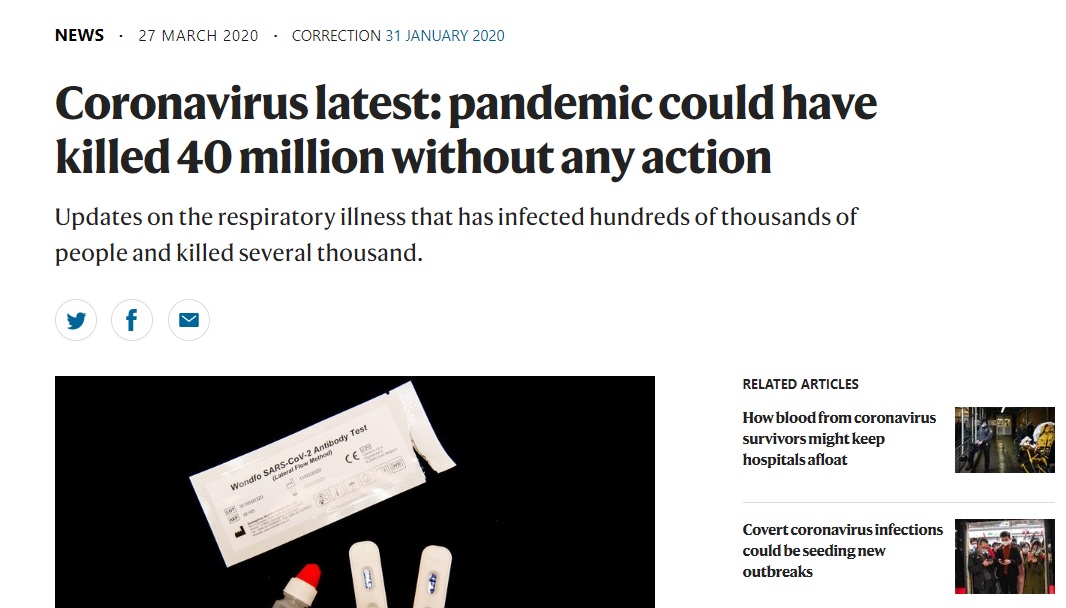 NEWS · 27 MARCH 2020 · CORRECTION 31 JANUARY 2020
Coronavirus latest: pandemic could have
killed 40 million without any action
Updates on the respiratory illness that has infected hundreds of thousands of
people and killed several thousand.
Wondfo SARS-CoV-2 Antibody Test
(Lateral Flow Method)
CE
LOT
REF
RELATED ARTICLES
How blood from coronavirus
survivors might keep
hospitals afloat
Covert coronavirus infections
could be seeding new
outbreaks